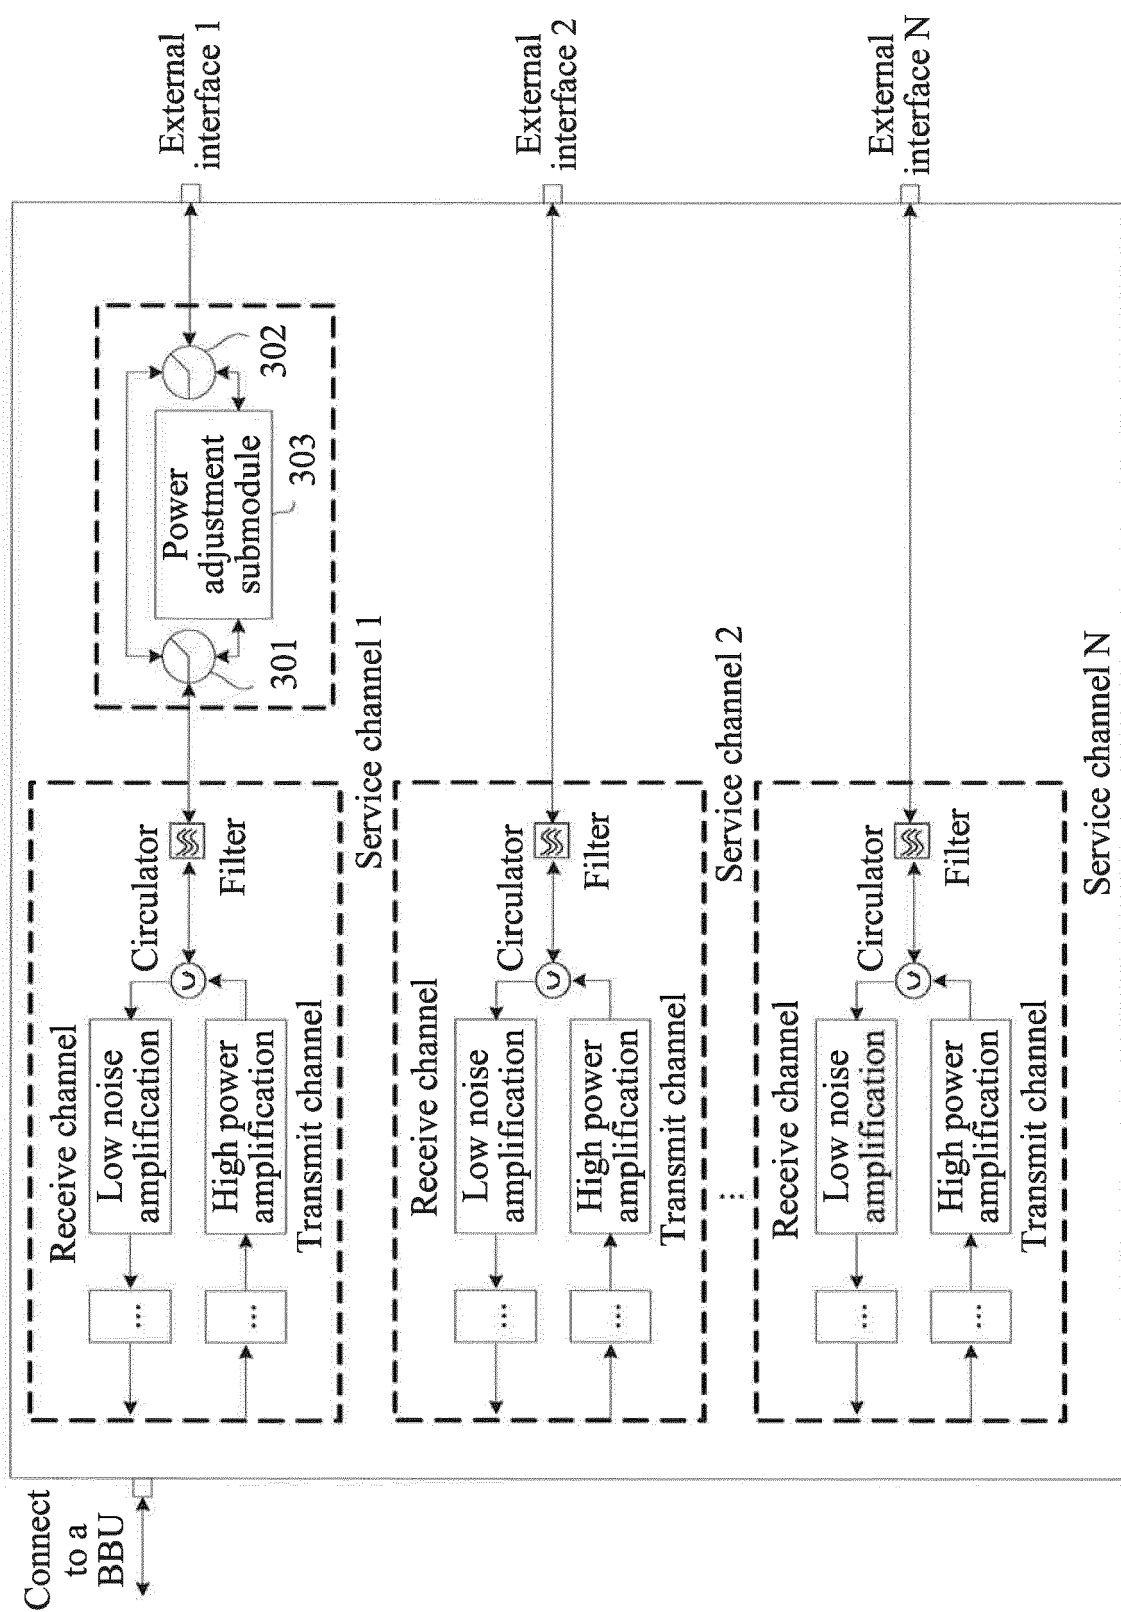 Connect
to a
BBU
Receive channel
Low noise
amplification
...
High power
amplification
...
Transmit channel
Circulator
Filter
Service channel 1
301
Power
adjustment
submodule
303
302
External
interface 1
Receive channel
Low noise
amplification
...
High power
amplification
...
Transmit channel
Circulator
Filter
Service channel 2
External
interface 2
...
Receive channel
Low noise
amplification
...
High power
amplification
...
Transmit channel
Circulator
Filter
Service channel N
External
interface N